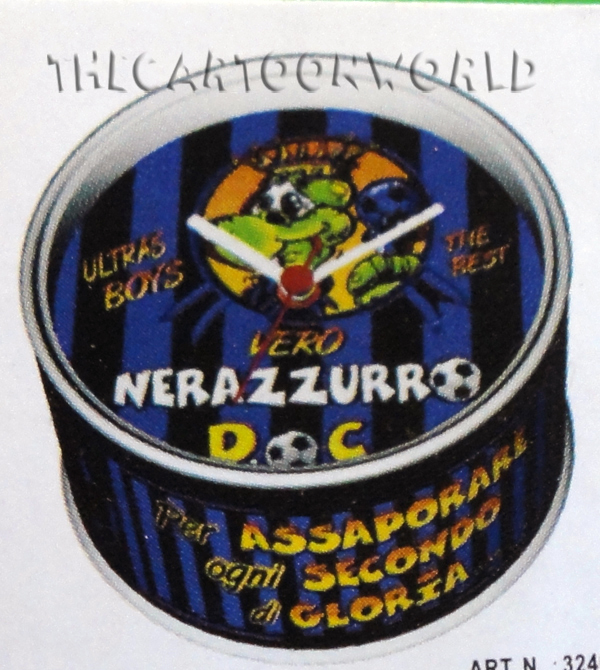 THECARTOONWORLD
ULTRAS
BOYS
THE
BEST
VERO
NERAZZURRO
D.O.C
Per ASSAPORARE
ogni SECONDO
di GLORIA
ART. N. : 324